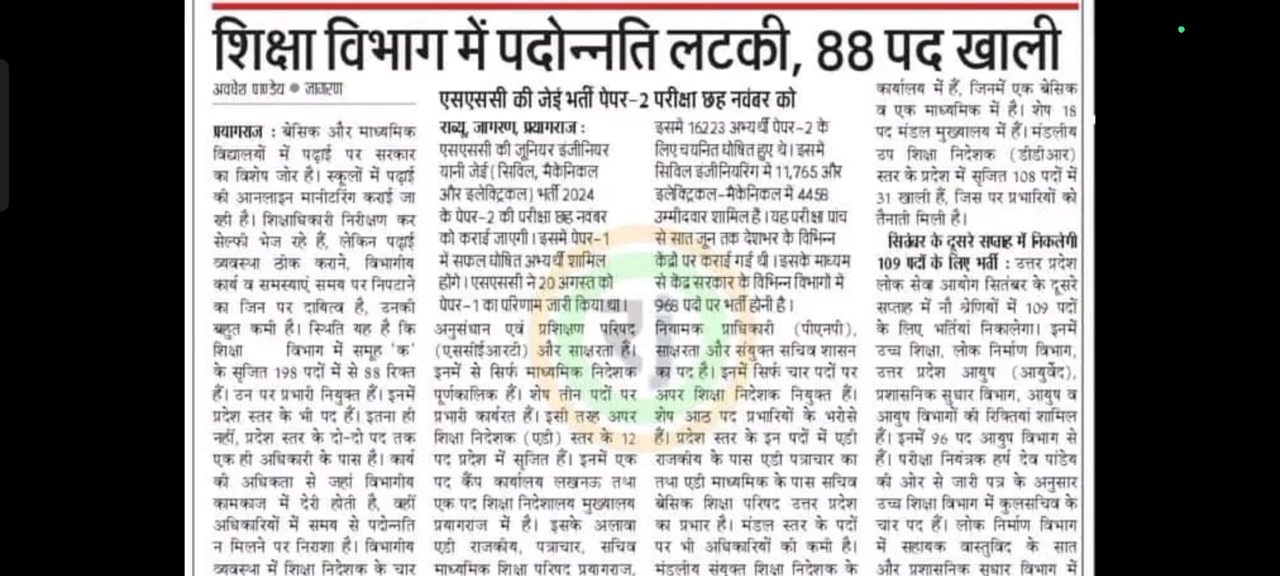 शिक्षा विभाग में पदोन्नति लटकी, 88 पद खाली
अवधेश पाण्डेय ● जागरण
प्रयागराज : बेसिक और माध्यमिक
विद्यालयों में पढ़ाई पर सरकार
का विशेष जोर है। स्कूलों में पढ़ाई
की आनलाइन मानीटरिंग कराई जा
रही है। शिक्षाधिकारी निरीक्षण कर
सेल्फी भेज रहे हैं, लेकिन पढ़ाई
व्यवस्था ठीक कराने, विभागीय
कार्य व समस्याएं समय पर निपटाने
का जिन पर दायित्व है, उनकी
बहुत कमी है। स्थिति यह है कि
शिक्षा विभाग में समूह 'क'
के सृजित 198 पदों में से 88 रिक्त
हैं। उन पर प्रभारी नियुक्त हैं। इनमें
प्रदेश स्तर के भी पद हैं। इतना ही
नहीं, प्रदेश स्तर के दो-दो पद तक
एक ही अधिकारी के पास है। कार्य
की अधिकता से जहां विभागीय
कामकाज में देरी होती है, वहीं
अधिकारियों में समय से पदोन्नति
न मिलने पर निराशा है। विभागीय
व्यवस्था में शिक्षा निदेशक के चार
एसएससी की जेई भर्ती पेपर-2 परीक्षा छह नवंबर को
राब्यू, जागरण, प्रयागराज :
एसएससी की जूनियर इंजीनियर
यानी जेई (सिविल, मैकेनिकल
और इलेक्ट्रिकल) भर्ती 2024
के पेपर-2 की परीक्षा छह नवंबर
को कराई जाएगी। इसमें पेपर-1
में सफल घोषित अभ्यर्थी शामिल
होंगे। एसएससी ने 20 अगस्त को
पेपर-1 का परिणाम जारी किया था।
इसमें 16223 अभ्यर्थी पेपर-2 के
लिए चयनित घोषित हुए थे। इसमें
सिविल इंजीनियरिंग में 11,765 और
इलेक्ट्रिकल-मैकेनिकल में 4458
उम्मीदवार शामिल है। यह परीक्षा पांच
से सात जून तक देशभर के विभिन्न
केंद्रों पर कराई गई थी। इसके माध्यम
से केंद्र सरकार के विभिन्न विभागों में
968 पदों पर भर्ती होनी है।
अनुसंधान एवं प्रशिक्षण परिषद
(एससीईआरटी) और साक्षरता हैं।
इनमें से सिर्फ माध्यमिक निदेशक
पूर्णकालिक हैं। शेष तीन पदों पर
प्रभारी कार्यरत हैं। इसी तरह अपर
शिक्षा निदेशक (एडी) स्तर के 12
पद प्रदेश में सृजित हैं। इनमें एक
पद कैंप कार्यालय लखनऊ तथा
एक पद शिक्षा निदेशालय मुख्यालय
प्रयागराज में है। इसके अलावा
एडी राजकीय, पत्राचार, सचिव
माध्यमिक शिक्षा परिषद प्रयागराज,
नियामक प्राधिकारी (पीएनपी),
साक्षरता और संयुक्त सचिव शासन
का पद है। इनमें सिर्फ चार पदों पर
अपर शिक्षा निदेशक नियुक्त हैं।
शेष आठ पद प्रभारियों के भरोसे
हैं। प्रदेश स्तर के इन पदों में एडी
राजकीय के पास एडी पत्राचार का
तथा एडी माध्यमिक के पास सचिव
बेसिक शिक्षा परिषद उत्तर प्रदेश
का प्रभार है। मंडल स्तर के पदों
पर भी अधिकारियों की कमी है।
मंडलीय संयुक्त शिक्षा निदेशक के
कार्यालय में हैं, जिनमें एक बेसिक
व एक माध्यमिक में है। शेष 18
पद मंडल मुख्यालय में हैं। मंडलीय
उप शिक्षा निदेशक (डीडीआर)
स्तर के प्रदेश में सृजित 108 पदों में
31 खाली हैं, जिस पर प्रभारियों को
तैनाती मिली है।
सितंबर के दूसरे सप्ताह में निकलेगी
109 पदों के लिए भर्ती : उत्तर प्रदेश
लोक सेवा आयोग सितंबर के दूसरे
सप्ताह में नौ श्रेणियों में 109 पदों
के लिए भर्तियां निकालेगा। इनमें
उच्च शिक्षा, लोक निर्माण विभाग,
उत्तर प्रदेश आयुष (आयुर्वेद),
प्रशासनिक सुधार विभाग, आयुष व
आयुष विभागों की रिक्तियां शामिल
हैं। इनमें 96 पद आयुष विभाग से
हैं। परीक्षा नियंत्रक हर्ष देव पांडेय
की ओर से जारी पत्र के अनुसार
उच्च शिक्षा विभाग में कुलसचिव के
चार पद हैं। लोक निर्माण विभाग
में सहायक वास्तुविद के सात
और प्रशासनिक सुधार विभाग में